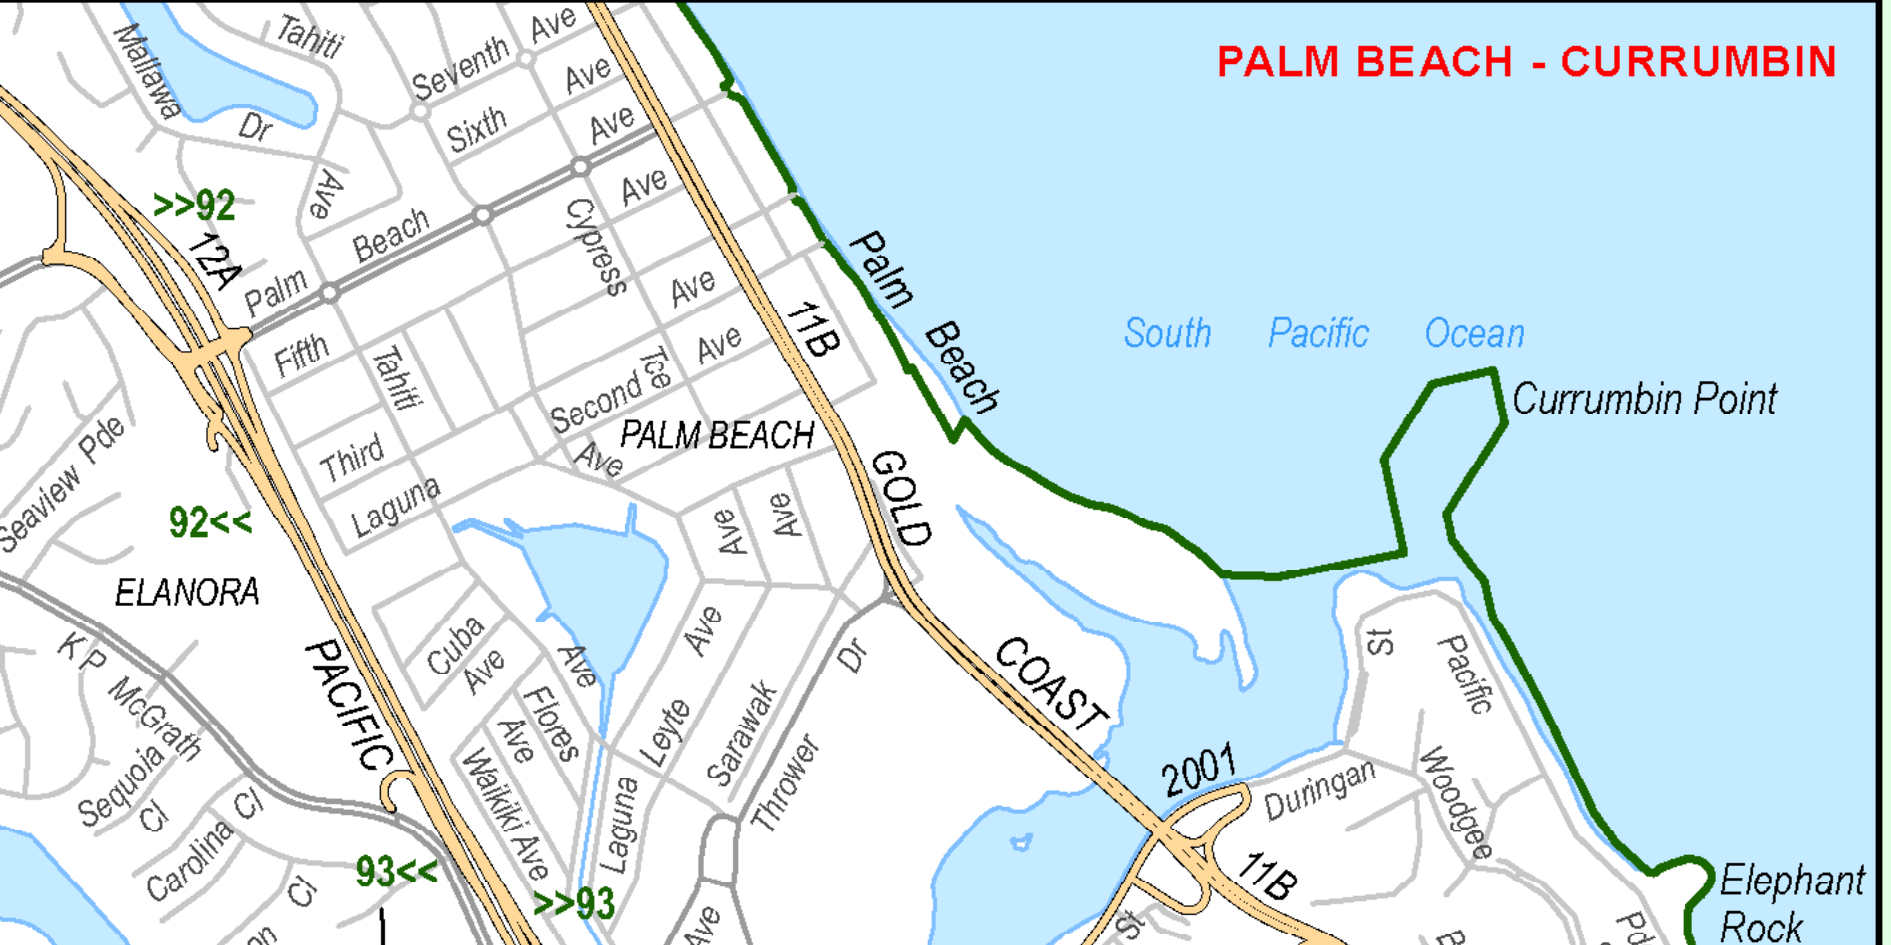 PALM BEACH - CURRUMBIN
Tahiti
Ave
Mallawa
Seventh
Ave
Dr
Sixth
Ave
Ave
Ave
>>92
12A
Palm Beach
Cypress
Tce
Fifth
Ave
11B
Palm Beach
South Pacific Ocean
Currumbin Point
Tahiti
Ave
Second
Ave
PALM BEACH
Third
Laguna
Ave
Seaview Pde
92<<
GOLD
COAST
Ave
Ave
ELANORA
K P McGrath
PACIFIC
Cuba
Ave
Ave
Flores
Ave
Leyte
Ave
Sarawak
Dr
Thrower
St
Pacific
Sequoia
Cl
Carolina
Cl
Cl
Waikiki Ave
Laguna
2001
Duringan
Woodgee
11B
93<<
>>93
Ave
St
Pd
Elephant
Rock